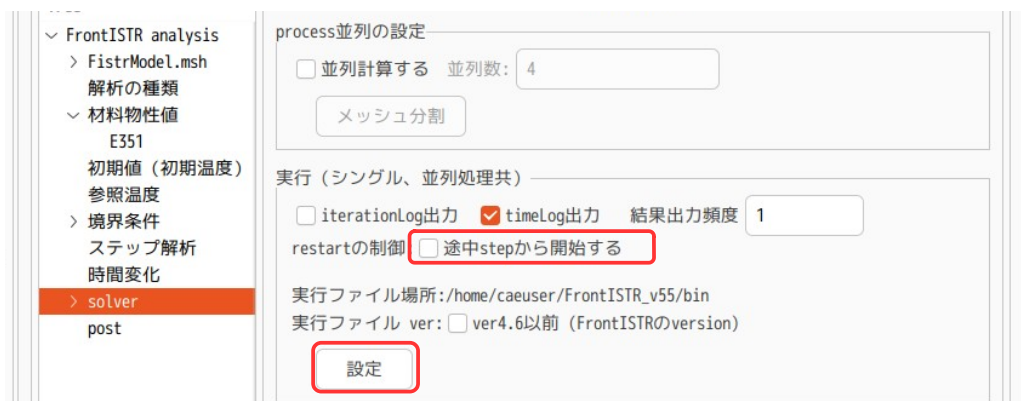 FrontISTR analysis
FistrModel.msh
解析の種類
材料物性値
E351
初期値（初期温度）
参照温度
境界条件
ステップ解析
時間変化
solver
post
process並列の設定
並列計算する 並列数: 4
メッシュ分割
実行（シングル、並列処理共）
iterationLog出力 timeLog出力 結果出力頻度 1
restartの制御 途中stepから開始する
実行ファイル場所:/home/caeuser/FrontISTR_v55/bin
実行ファイル ver: ver4.6以前（FrontISTRのversion）
設定